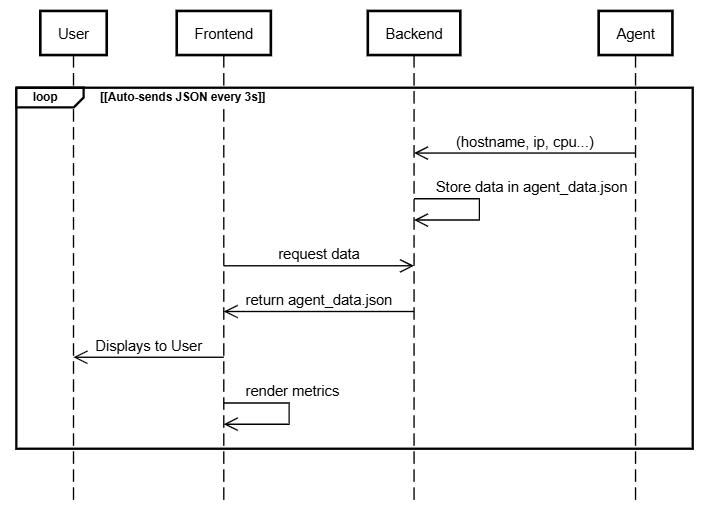 User
Frontend
Backend
Agent
loop
[[Auto-sends JSON every 3s]]
(hostname, ip, cpu...)
Store data in agent_data.json
request data
return agent_data.json
Displays to User
render metrics